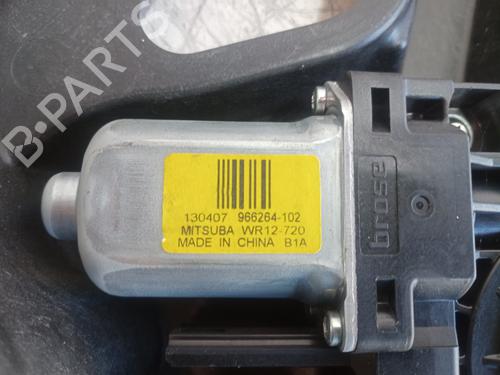 B-PARTS
130407 966264-102
MITSUBA WR12-720
MADE IN CHINA B1A
brose